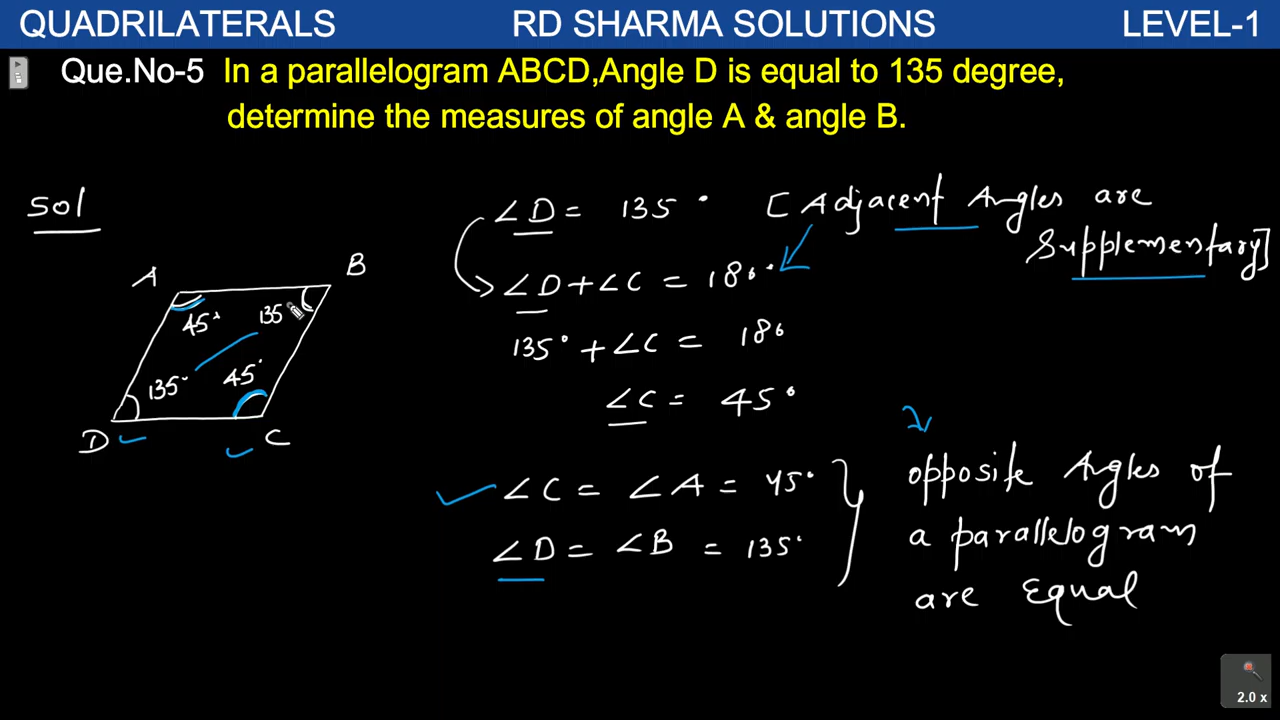 QUADRILATERALS RD SHARMA SOLUTIONS LEVEL-1
Que.No-5 In a parallelogram ABCD,Angle D is equal to 135 degree,
determine the measures of angle A & angle B.
Sol
∠D = 135° [Adjacent Angles are
Supplementary]
∠D + ∠C = 180°
135° + ∠C = 180
∠C = 45°
∠C = ∠A = 45°
∠D = ∠B = 135°
opposite Angles of
a parallelogram
are Equal
A B
45° 135
135° 45°
D C
2.0 x